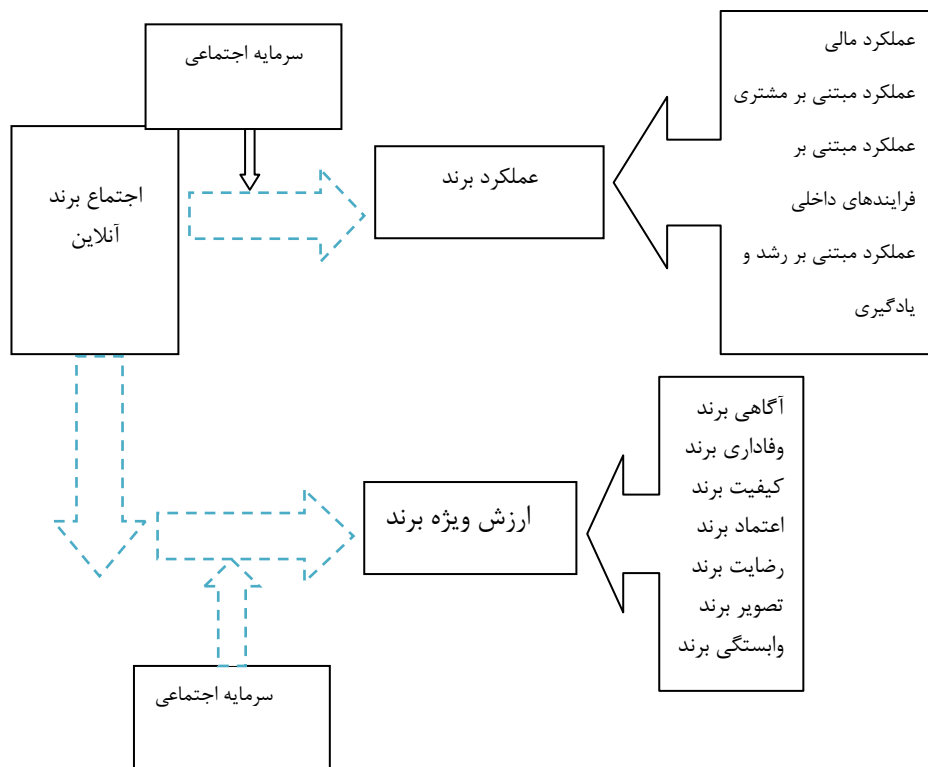 سرمایه اجتماعی
عملکرد مالی
عملکرد مبتنی بر مشتری
عملکرد مبتنی بر
فرایندهای داخلی
عملکرد مبتنی بر رشد و
یادگیری
عملکرد برند
اجتماع برند
آنلاین
آگاهی برند
وفاداری برند
کیفیت برند
اعتماد برند
رضایت برند
تصویر برند
وابستگی برند
ارزش ویژه برند
سرمایه اجتماعی